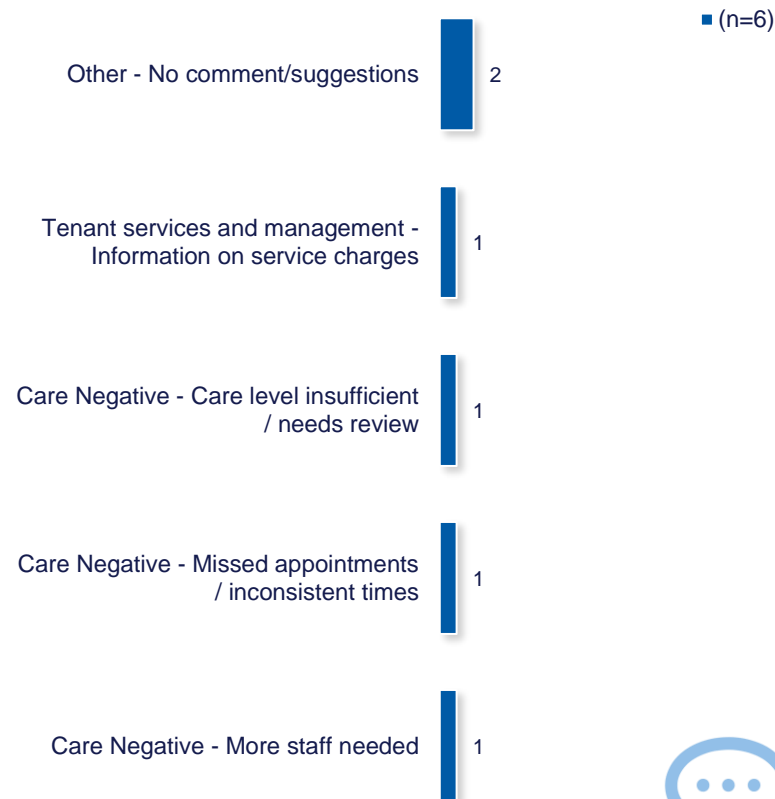 (n=6)
Other - No comment/suggestions
2
Tenant services and management -
Information on service charges
1
Care Negative - Care level insufficient
/ needs review
1
Care Negative - Missed appointments
/ inconsistent times
1
Care Negative - More staff needed
1